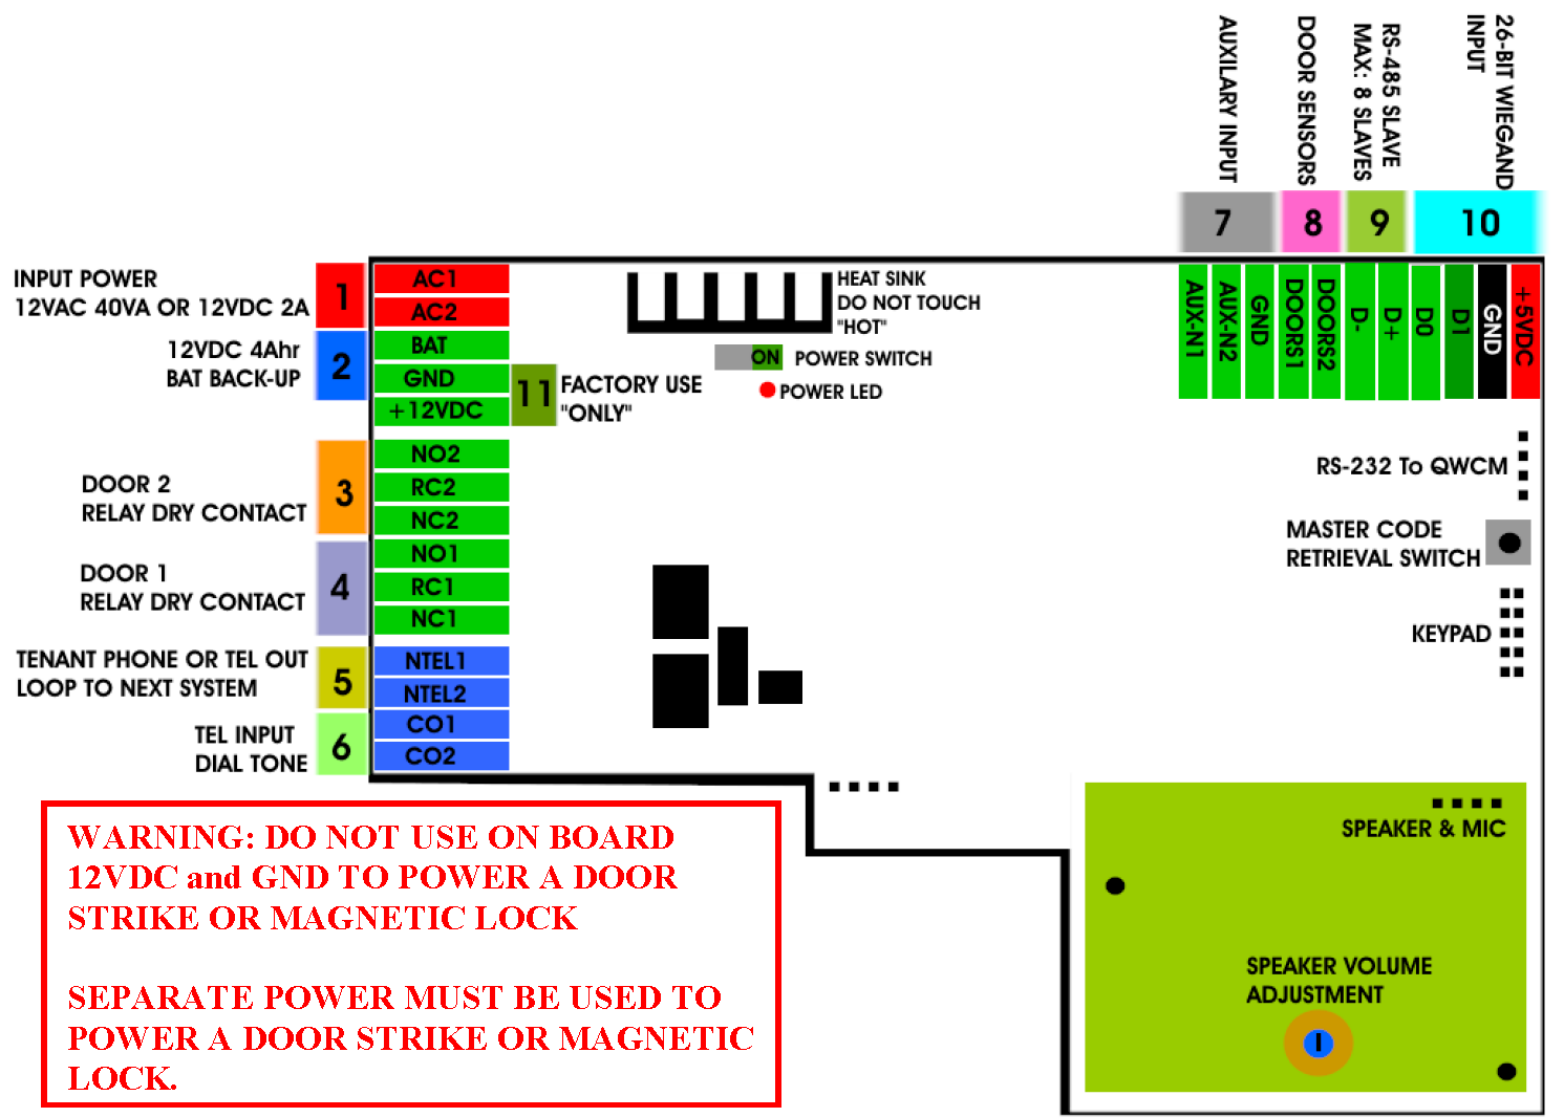 AUXILARY INPUT
DOOR SENSORS
RS-485 SLAVE
MAX: 8 SLAVES
26-BIT WIEGAND
INPUT
7
8
9
10
INPUT POWER
12VAC 40VA OR 12VDC 2A
1
AC1
AC2
12VDC 4Ahr
BAT BACK-UP
2
BAT
GND
+12VDC
11
FACTORY USE
"ONLY"
HEAT SINK
DO NOT TOUCH
"HOT"
ON
POWER SWITCH
POWER LED
AUX-N1
AUX-N2
GND
DOORS1
DOORS2
D-
D+
D0
D1
GND
+5VDC
DOOR 2
RELAY DRY CONTACT
3
NO2
RC2
NC2
DOOR 1
RELAY DRY CONTACT
4
NO1
RC1
NC1
TENANT PHONE OR TEL OUT
LOOP TO NEXT SYSTEM
5
NTEL1
NTEL2
TEL INPUT
DIAL TONE
6
CO1
CO2
RS-232 To QWCM
MASTER CODE
RETRIEVAL SWITCH
KEYPAD
WARNING: DO NOT USE ON BOARD
12VDC and GND TO POWER A DOOR
STRIKE OR MAGNETIC LOCK
SEPARATE POWER MUST BE USED TO
POWER A DOOR STRIKE OR MAGNETIC
LOCK.
SPEAKER & MIC
SPEAKER VOLUME
ADJUSTMENT